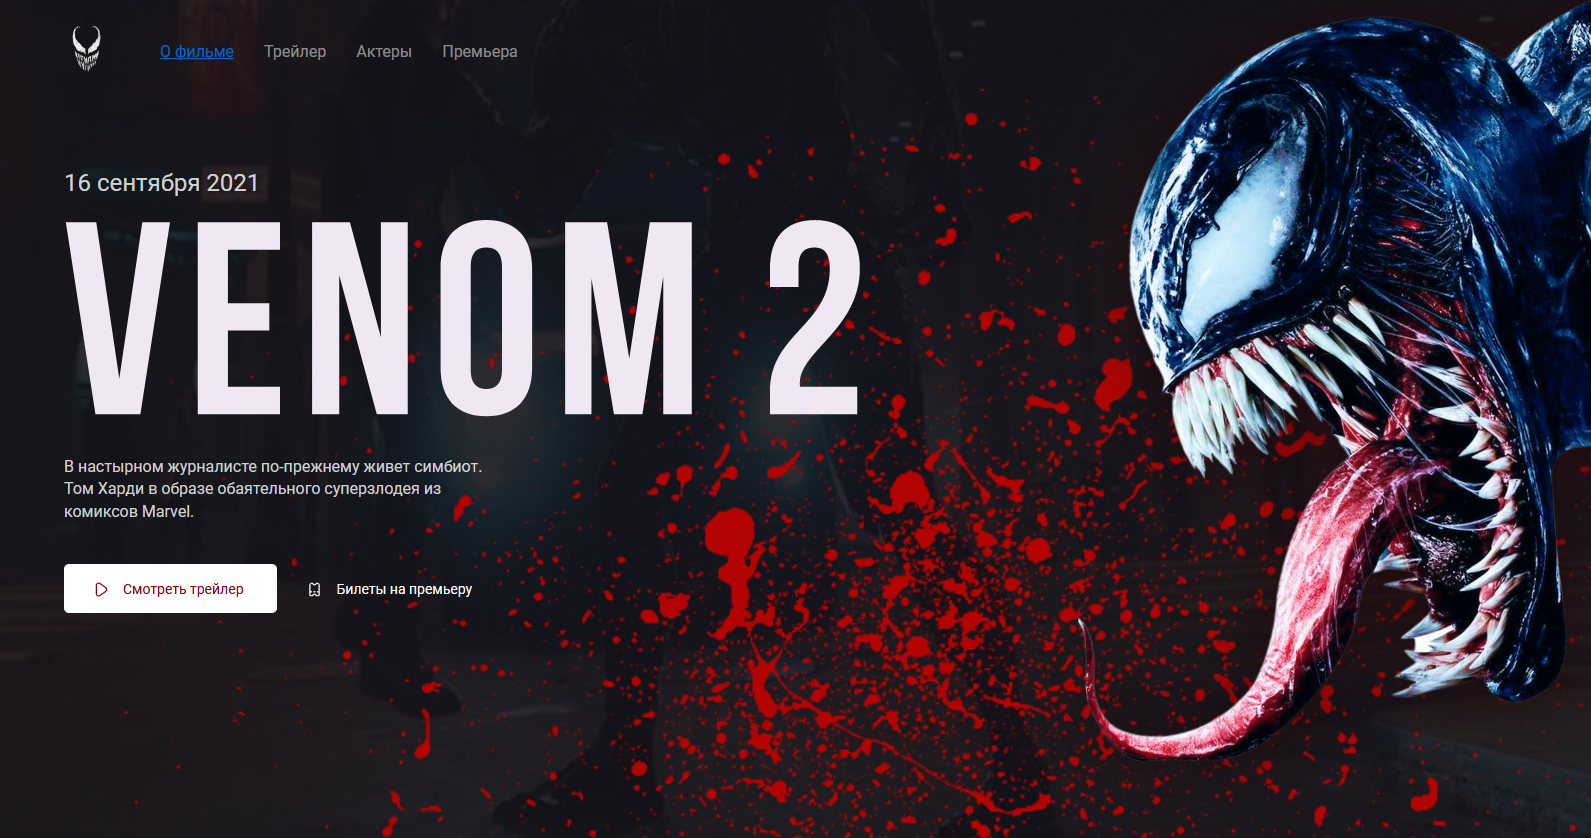 О фильме Трейлер Актеры Премьера
16 сентября 2021
VENOM 2
В настырном журналисте по-прежнему живет симбиот.
Том Харди в образе обаятельного суперзлодея из
комиксов Marvel.
Смотреть трейлер Билеты на премьеру